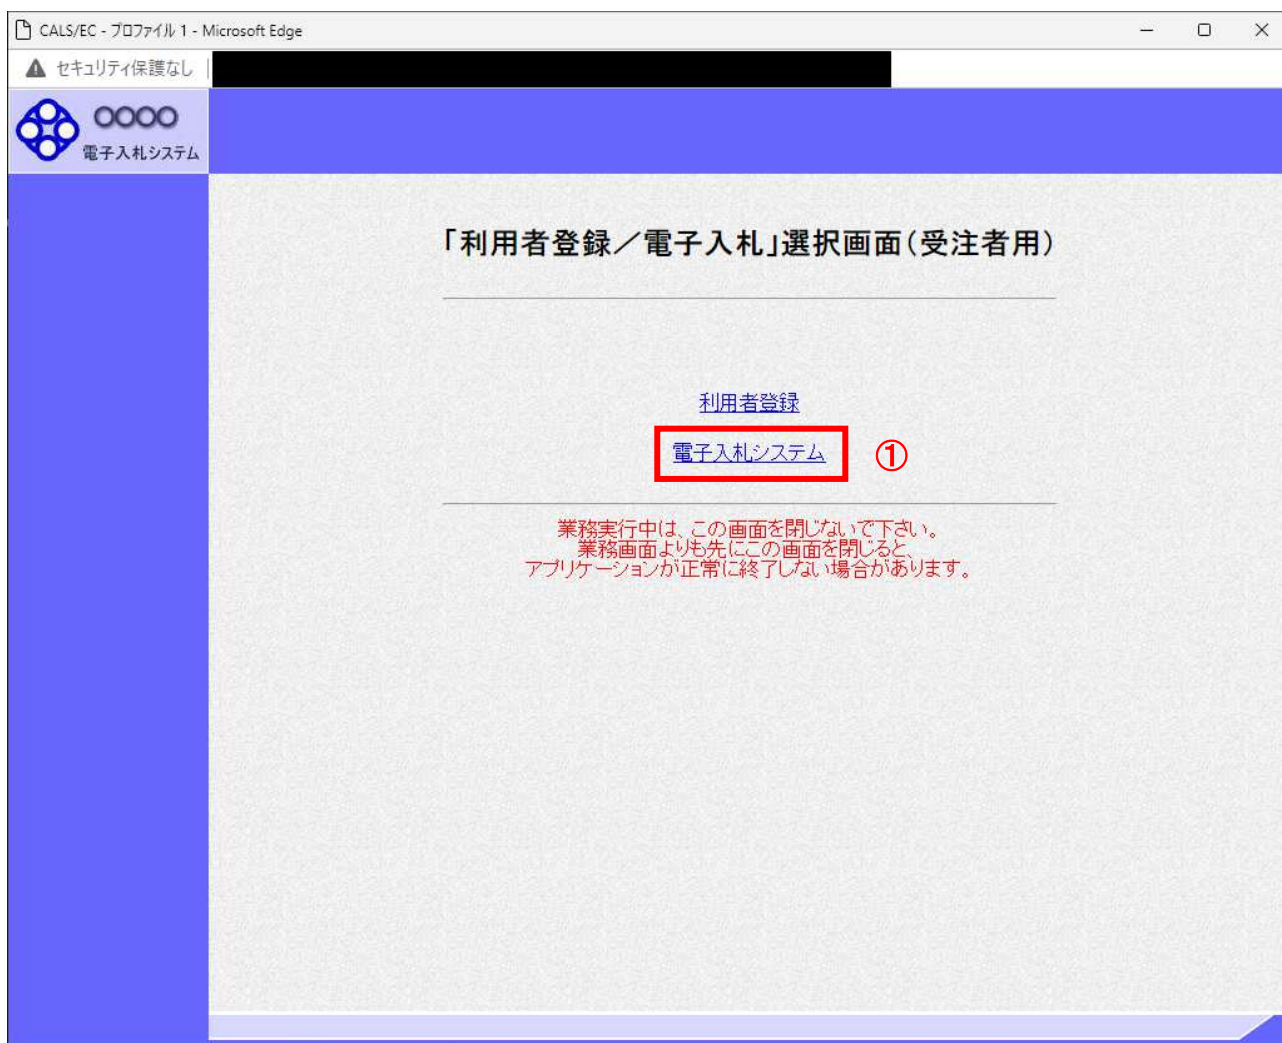 CALS/EC - プロファイル 1 - Microsoft Edge
セキュリティ保護なし
○○○○
電子入札システム
「利用者登録／電子入札」選択画面(受注者用)
利用者登録
電子入札システム ①
業務実行中は、この画面を閉じないで下さい。
業務画面よりも先にこの画面を閉じると、
アプリケーションが正常に終了しない場合があります。